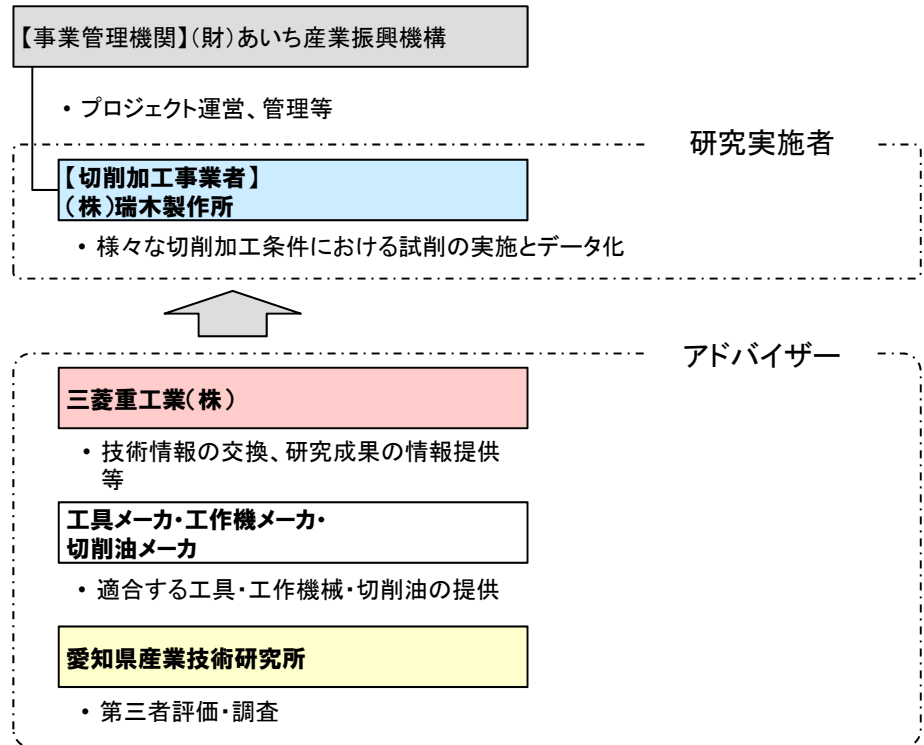 【事業管理機関】（財）あいち産業振興機構
・プロジェクト運営、管理等
研究実施者
【切削加工事業者】
（株）瑞木製作所
・様々な切削加工条件における試削の実施とデータ化
アドバイザー
三菱重工業（株）
・技術情報の交換、研究成果の情報提供
等
工具メーカ・工作機メーカ・
切削油メーカ
・適合する工具・工作機械・切削油の提供
愛知県産業技術研究所
・第三者評価・調査